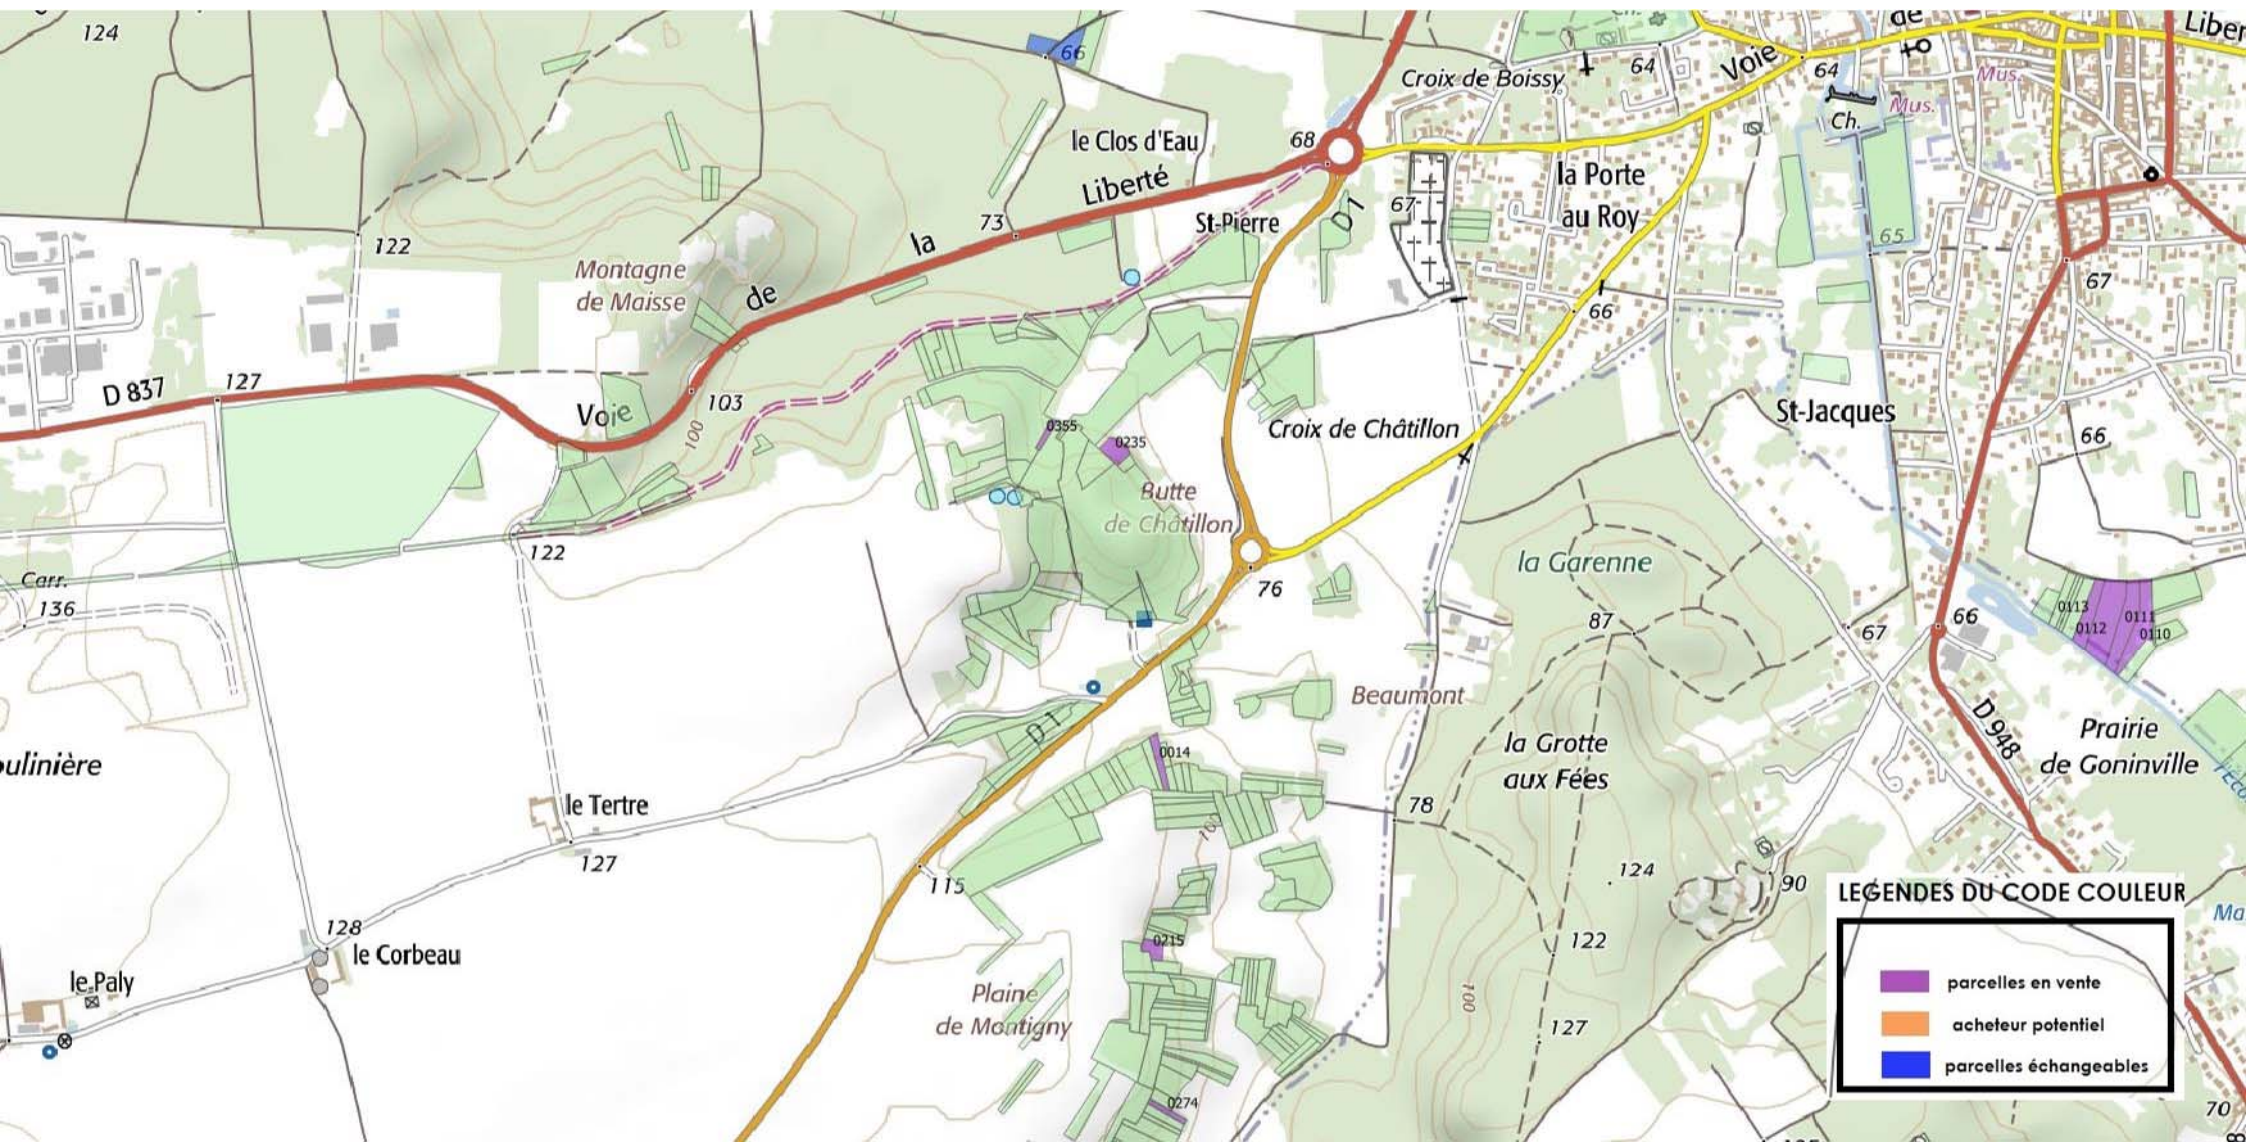 124
66
Croix de Boissy
64
Voie
de
64
Mus.
Mus.
Ch.
le Clos d'Eau
68
Liberté
la Porte
au Roy
67
D 1
St-Pierre
73
la
65
122
Montagne
de Maisse
de
67
66
D 837
127
Voie
103
100
St-Jacques
0355
0235
Croix de Châtillon
66
Butte
de Châtillon
122
la Garenne
Carr.
136
76
87
67
66
0113
0112
0111
0110
Beaumont
D 1
la Grotte
aux Fées
D 948
Prairie
de Goninville
0014
le Tertre
127
78
100
115
124
90
LEGENDES DU CODE COULEUR
128
le Corbeau
0215
122
le Paly
Plaine
de Montigny
100
127
parcelles en vente
acheteur potentiel
parcelles échangeables
0274
70